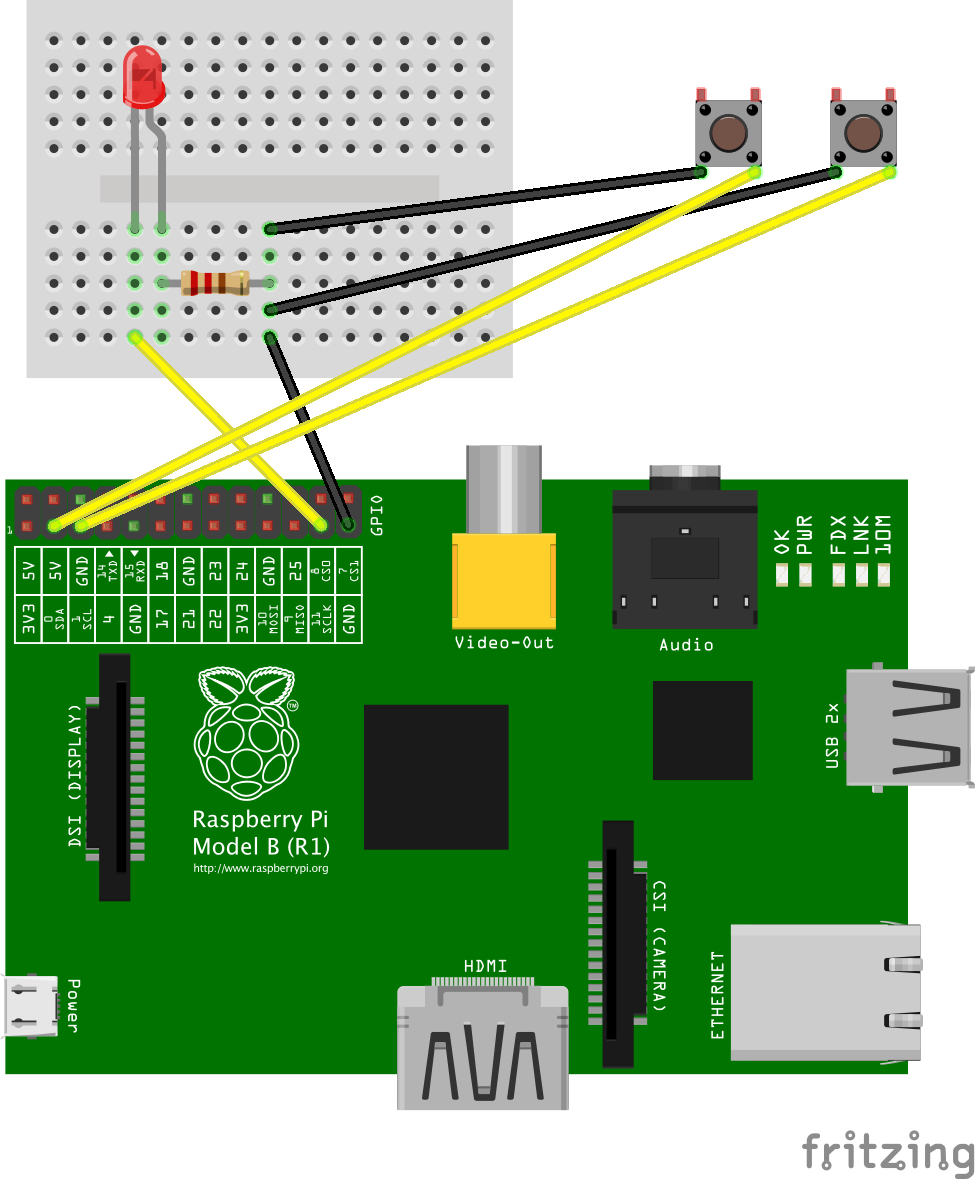 1
GPIO
5V 5V GND 14 TXD 15 RXD 18 GND 23 24 GND 25 8 CS0 7 CS1
3V3 0 SDA 1 SCL 4 GND 17 21 22 3V3 10 MOSI 9 MISO 11 SCLK GND
OK
PWR
FDX
LNK
10M
Video-Out
Audio
USB 2x
DSI (DISPLAY)
TM
Raspberry Pi
Model B (R1)
http://www.raspberrypi.org
CSI (CAMERA)
HDMI
ETHERNET
Power
fritzing